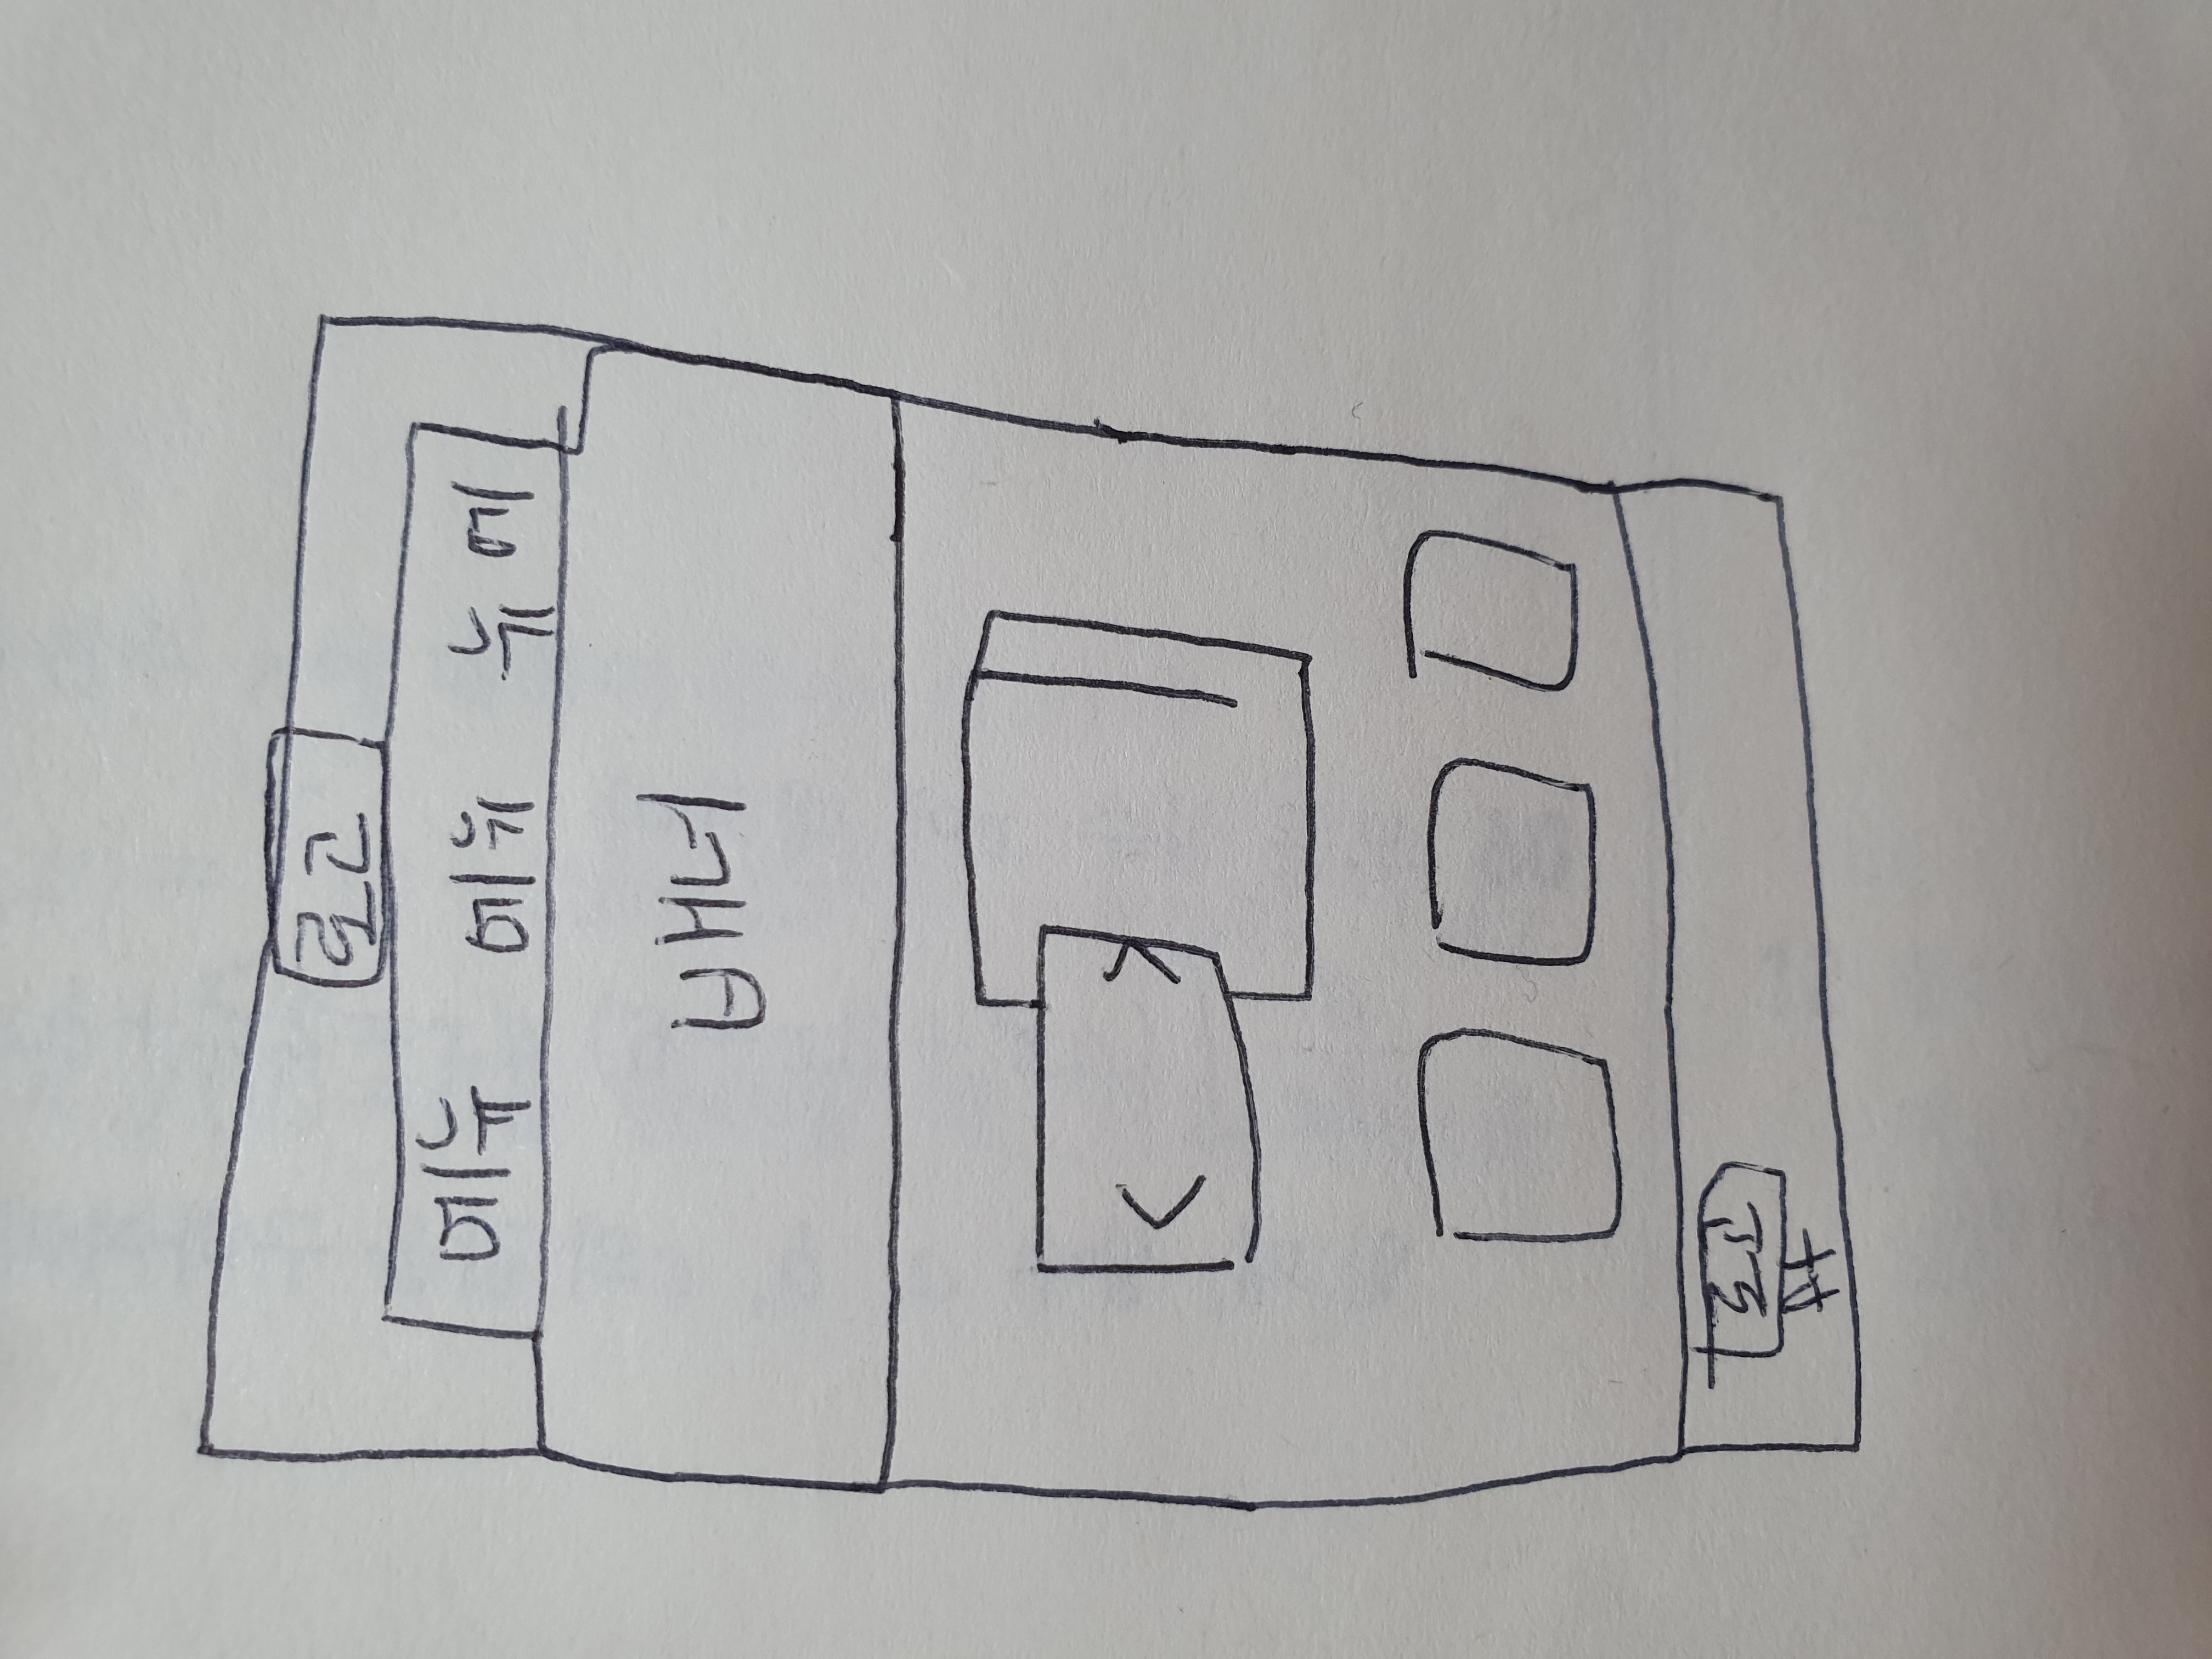 로고
메뉴 메뉴 뉴메
배너
< >
로고